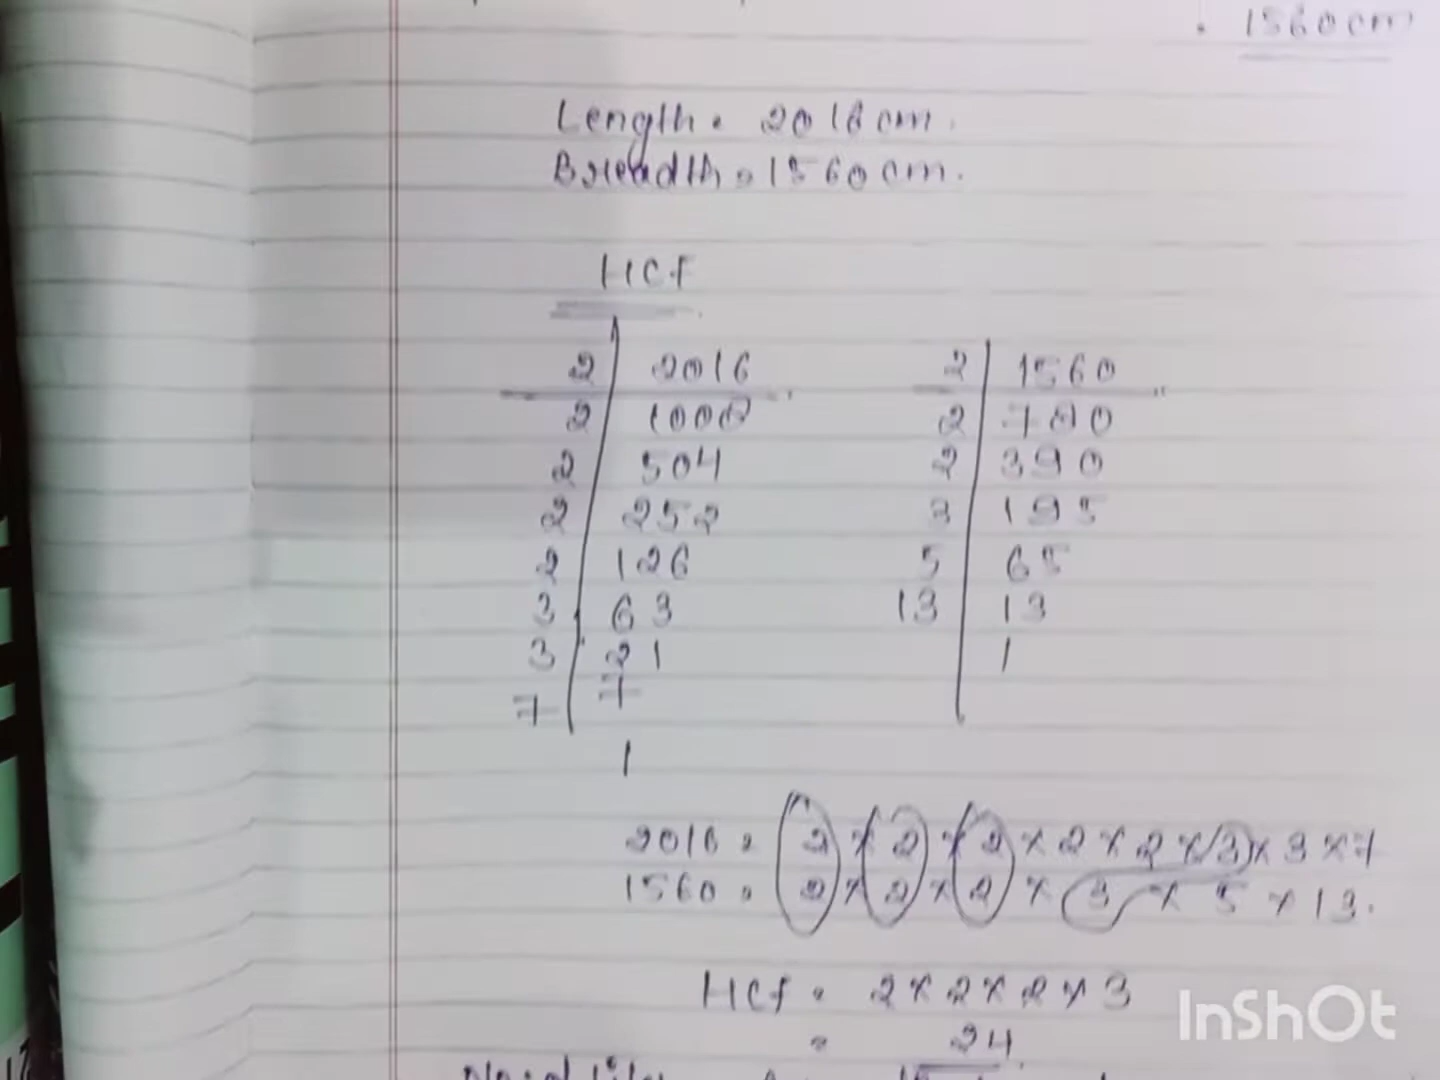 1560cm
Length = 2016 cm.
Breadth = 1560 cm.
HCF
2 2016 2 1560
2 1008 2 780
2 504 2 390
2 252 3 195
2 126 5 65
3 63 13 13
3 21 1
7 7
1
2016 = 2 × 2 × 2 × 2 × 2 × 3 × 3 × 7
1560 = 2 × 2 × 2 × 3 × 5 × 13.
HCF = 2 × 2 × 2 × 3
= 24
InShOt